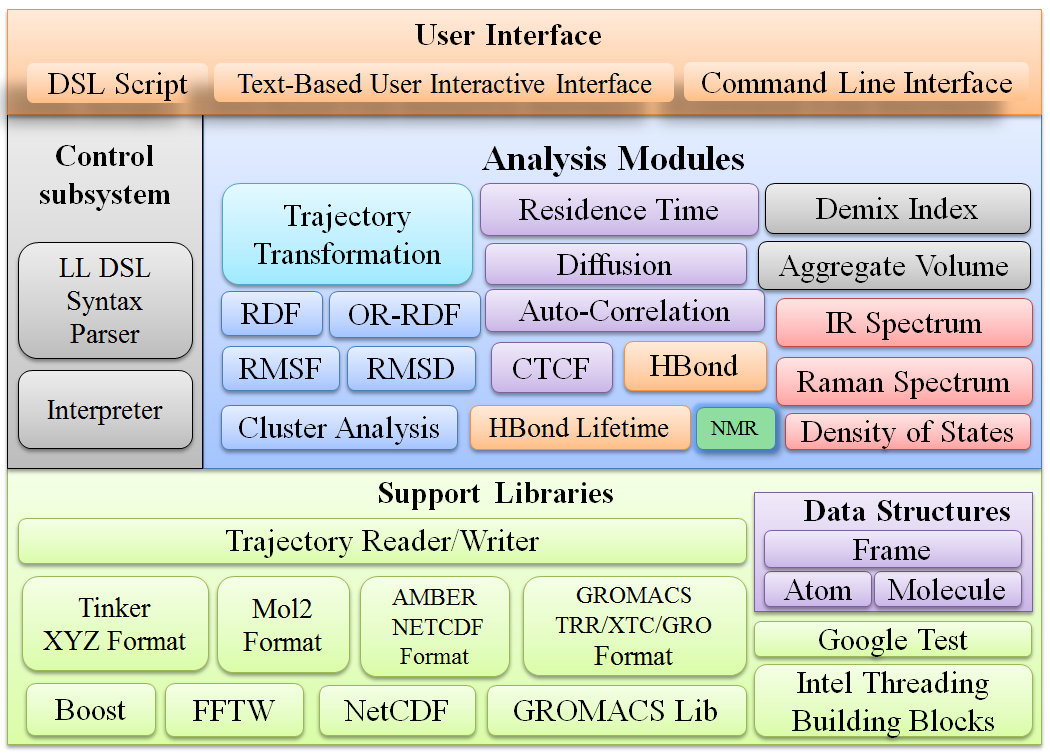 User Interface
DSL Script
Text-Based User Interactive Interface
Command Line Interface
Control
subsystem
LL DSL
Syntax
Parser
Interpreter
Analysis Modules
Trajectory
Transformation
Residence Time
Demix Index
Diffusion
Aggregate Volume
RDF
OR-RDF
Auto-Correlation
IR Spectrum
RMSF
RMSD
CTCF
HBond
Raman Spectrum
Cluster Analysis
HBond Lifetime
NMR
Density of States
Support Libraries
Trajectory Reader/Writer
Tinker
XYZ Format
Mol2
Format
AMBER
NETCDF
Format
GROMACS
TRR/XTC/GRO
Format
Boost
FFTW
NetCDF
GROMACS Lib
Data Structures
Frame
Atom
Molecule
Google Test
Intel Threading
Building Blocks